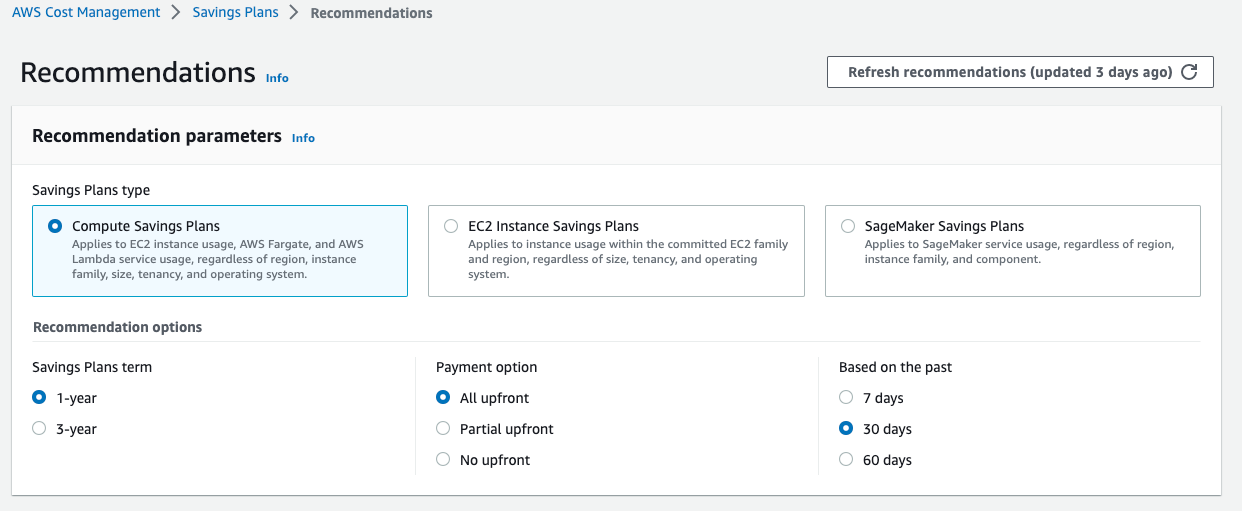 AWS Cost Management > Savings Plans > Recommendations
Recommendations Info
Refresh recommendations (updated 3 days ago)
Recommendation parameters Info
Savings Plans type
Compute Savings Plans
Applies to EC2 instance usage, AWS Fargate, and AWS
Lambda service usage, regardless of region, instance
family, size, tenancy, and operating system.
EC2 Instance Savings Plans
Applies to instance usage within the committed EC2 family
and region, regardless of size, tenancy, and operating
system.
SageMaker Savings Plans
Applies to SageMaker service usage, regardless of region,
instance family, and component.
Recommendation options
Savings Plans term
1-year
3-year
Payment option
All upfront
Partial upfront
No upfront
Based on the past
7 days
30 days
60 days